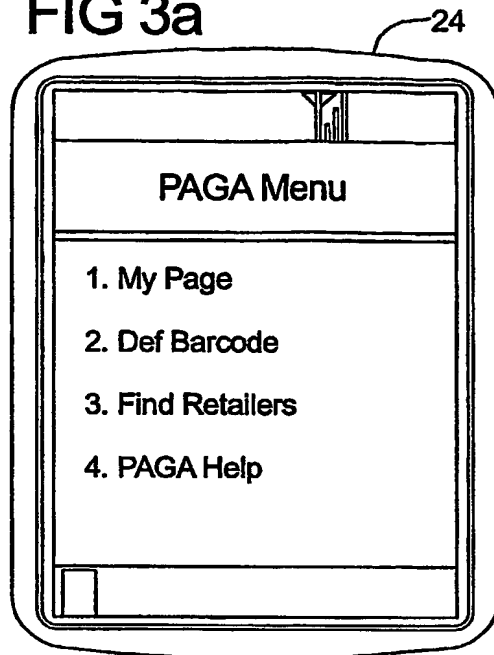 FIG 3a
24
PAGA Menu
1. My Page
2. Def Barcode
3. Find Retailers
4. PAGA Help